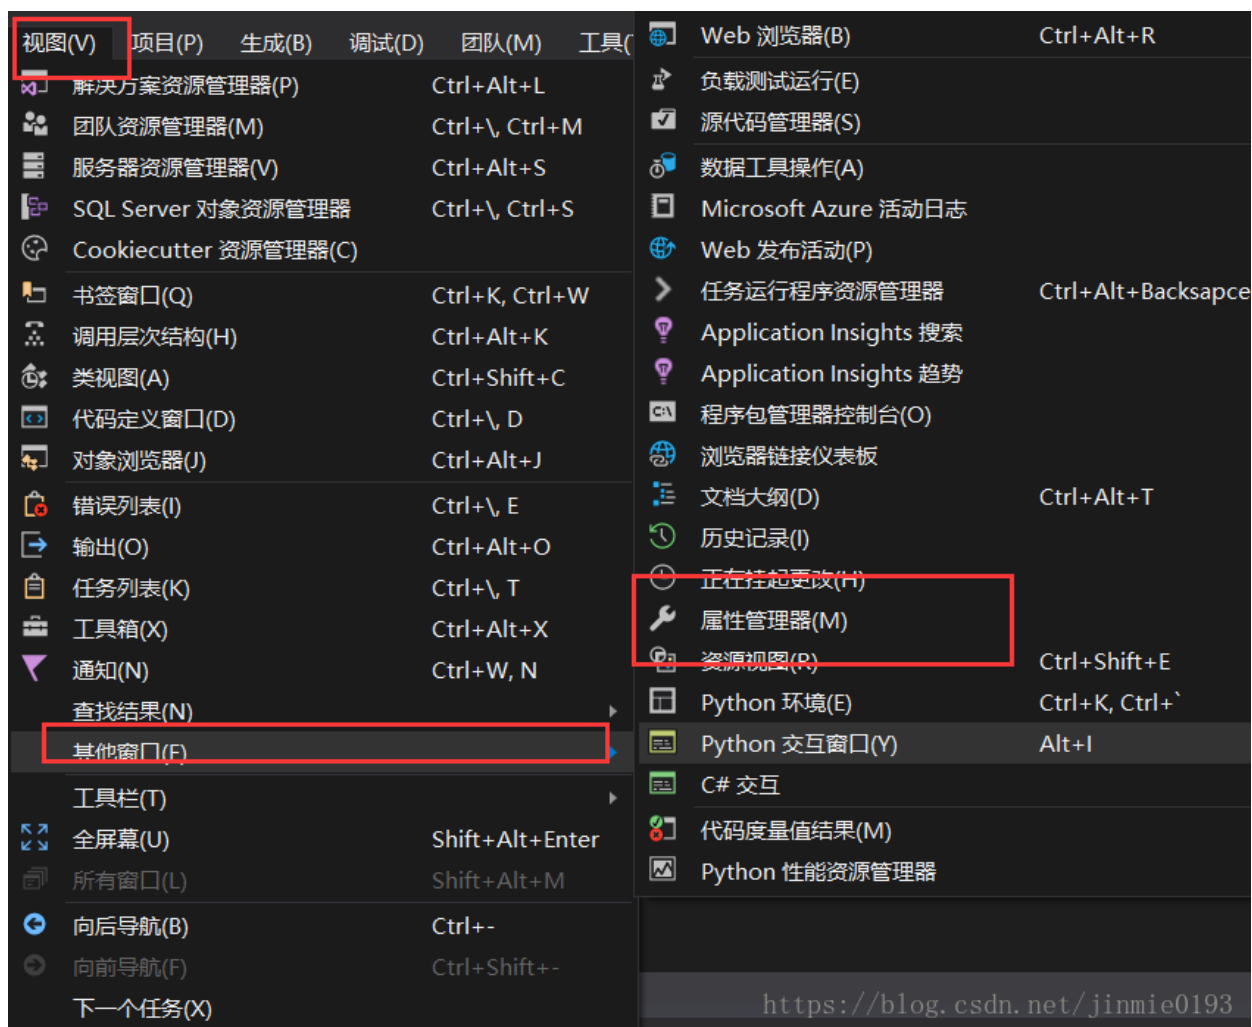 视图(V) 项目(P) 生成(B) 调试(D) 团队(M) 工具(
解决方案资源管理器(P) Ctrl+Alt+L
团队资源管理器(M) Ctrl+\, Ctrl+M
服务器资源管理器(V) Ctrl+Alt+S
SQL Server 对象资源管理器 Ctrl+\, Ctrl+S
Cookiecutter 资源管理器(C)
书签窗口(Q) Ctrl+K, Ctrl+W
调用层次结构(H) Ctrl+Alt+K
类视图(A) Ctrl+Shift+C
代码定义窗口(D) Ctrl+\, D
对象浏览器(J) Ctrl+Alt+J
错误列表(I) Ctrl+\, E
输出(O) Ctrl+Alt+O
任务列表(K) Ctrl+\, T
工具箱(X) Ctrl+Alt+X
通知(N) Ctrl+W, N
查找结果(N)
其他窗口(E)
工具栏(T)
全屏幕(U) Shift+Alt+Enter
所有窗口(L) Shift+Alt+M
向后导航(B) Ctrl+-
向前导航(F) Ctrl+Shift+-
下一个任务(X)
Web 浏览器(B) Ctrl+Alt+R
负载测试运行(E)
源代码管理器(S)
数据工具操作(A)
Microsoft Azure 活动日志
Web 发布活动(P)
任务运行程序资源管理器 Ctrl+Alt+Backsapce
Application Insights 搜索
Application Insights 趋势
程序包管理器控制台(O)
浏览器链接仪表板
文档大纲(D) Ctrl+Alt+T
历史记录(I)
正在挂起更改(H)
属性管理器(M)
资源视图(R) Ctrl+Shift+E
Python 环境(E) Ctrl+K, Ctrl+`
Python 交互窗口(Y) Alt+I
C# 交互
代码度量值结果(M)
Python 性能资源管理器
https://blog.csdn.net/jinmie0193